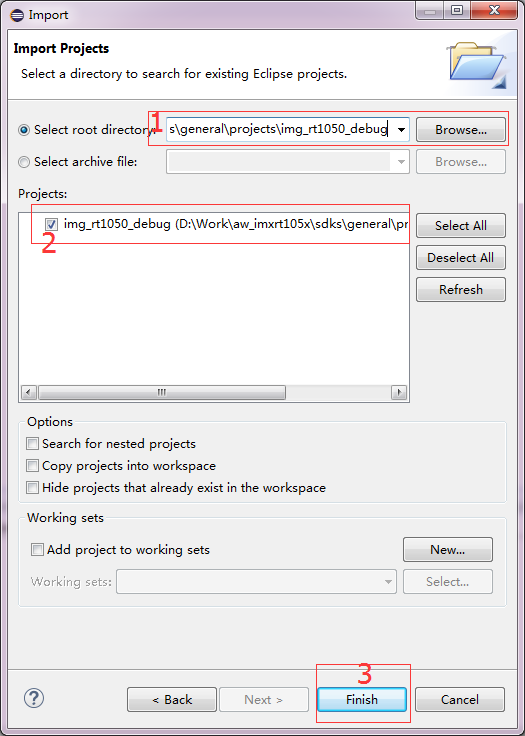 Import
Import Projects
Select a directory to search for existing Eclipse projects.
1
Select root directory: s\general\projects\img_rt1050_debug Browse...
Select archive file: Browse...
Projects:
img_rt1050_debug (D:\Work\aw_imxrt105x\sdks\general\pr Select All
2
Deselect All
Refresh
Options
Search for nested projects
Copy projects into workspace
Hide projects that already exist in the workspace
Working sets
Add project to working sets New...
Working sets: Select...
3
? < Back Next > Finish Cancel